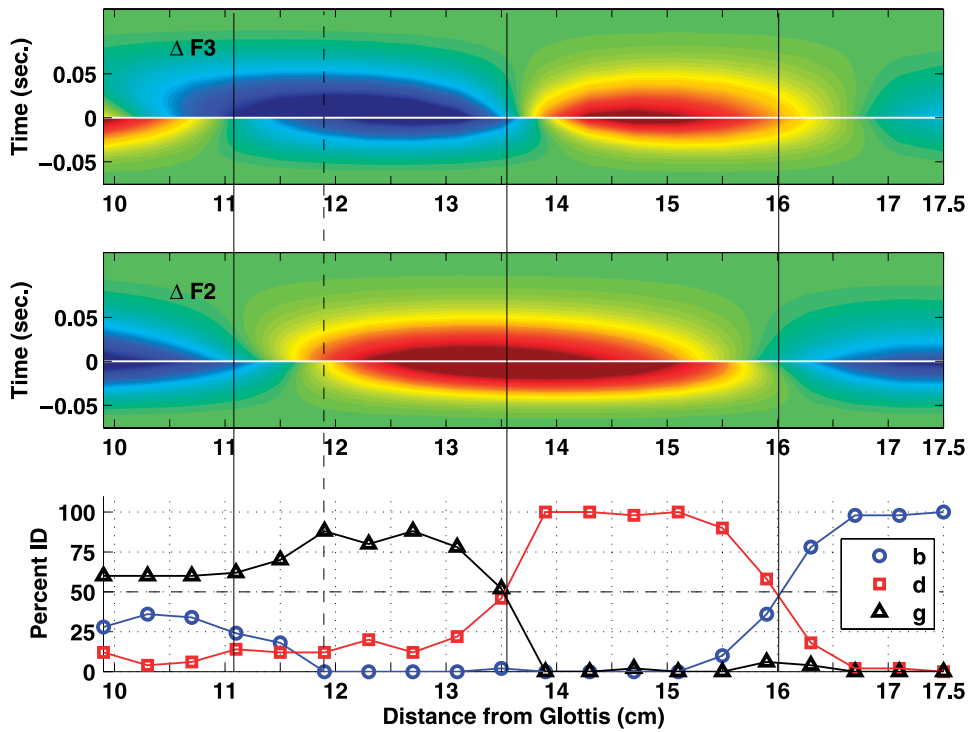 Δ F3
Time (sec.)
0.05
0
−0.05
10 11 12 13 14 15 16 17 17.5
Δ F2
Time (sec.)
0.05
0
−0.05
10 11 12 13 14 15 16 17 17.5
Percent ID
100
75
50
25
0
b
d
g
10 11 12 13 14 15 16 17 17.5
Distance from Glottis (cm)